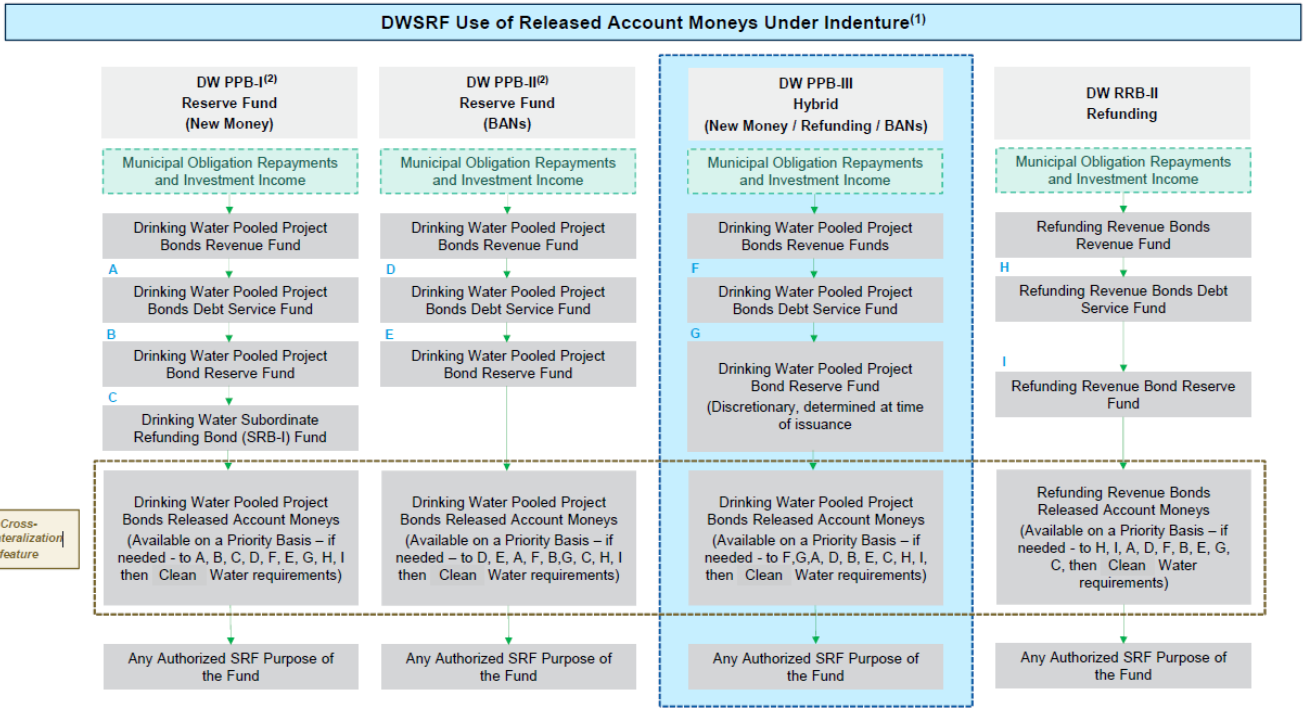 DWSRF Use of Released Account Moneys Under Indenture(1)
DW PPB-I(2)
Reserve Fund
(New Money)
Municipal Obligation Repayments
and Investment Income
Drinking Water Pooled Project
Bonds Revenue Fund
A
Drinking Water Pooled Project
Bonds Debt Service Fund
B
Drinking Water Pooled Project
Bond Reserve Fund
C
Drinking Water Subordinate
Refunding Bond (SRB-I) Fund
Drinking Water Pooled Project
Bonds Released Account Moneys
(Available on a Priority Basis – if
needed - to A, B, C, D, F, E, G, H, I
then Clean Water requirements)
Any Authorized SRF Purpose of
the Fund
DW PPB-II(2)
Reserve Fund
(BANs)
Municipal Obligation Repayments
and Investment Income
Drinking Water Pooled Project
Bonds Revenue Fund
D
Drinking Water Pooled Project
Bonds Debt Service Fund
E
Drinking Water Pooled Project
Bond Reserve Fund
Drinking Water Pooled Project
Bonds Released Account Moneys
(Available on a Priority Basis – if
needed – to D, E, A, F, B,G, C, H, I
then Clean Water requirements)
Any Authorized SRF Purpose of
the Fund
DW PPB-III
Hybrid
(New Money / Refunding / BANs)
Municipal Obligation Repayments
and Investment Income
Drinking Water Pooled Project
Bonds Revenue Funds
F
Drinking Water Pooled Project
Bonds Debt Service Fund
G
Drinking Water Pooled Project
Bond Reserve Fund
(Discretionary, determined at time
of issuance
Drinking Water Pooled Project
Bonds Released Account Moneys
(Available on a Priority Basis – if
needed - to F,G,A, D, B, E, C, H, I,
then Clean Water requirements)
Any Authorized SRF Purpose of
the Fund
DW RRB-II
Refunding
Municipal Obligation Repayments
and Investment Income
Refunding Revenue Bonds
Revenue Fund
H
Refunding Revenue Bonds Debt
Service Fund
I
Refunding Revenue Bond Reserve
Fund
Refunding Revenue Bonds
Released Account Moneys
(Available on a Priority Basis – if
needed - to H, I, A, D, F, B, E, G,
C, then Clean Water
requirements)
Any Authorized SRF Purpose of
the Fund
Cross-
ateralization
feature